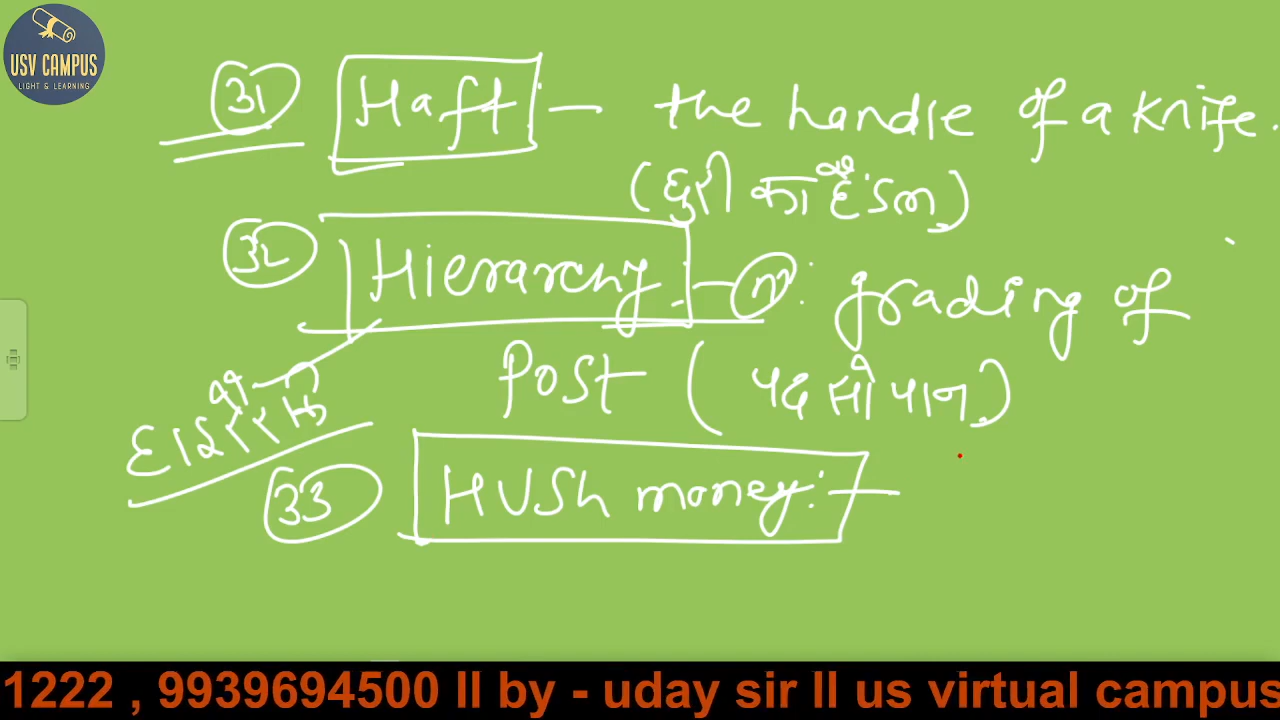 USV CAMPUS
LIGHT & LEARNING
31 Haft — the handle of a knife.
(छुरी का हैंडल)
32 Hierarchy — n: grading of
Post (पद सोपान)
33 HUSh money: —
1222 , 9939694500 ll by - uday sir ll us virtual campus